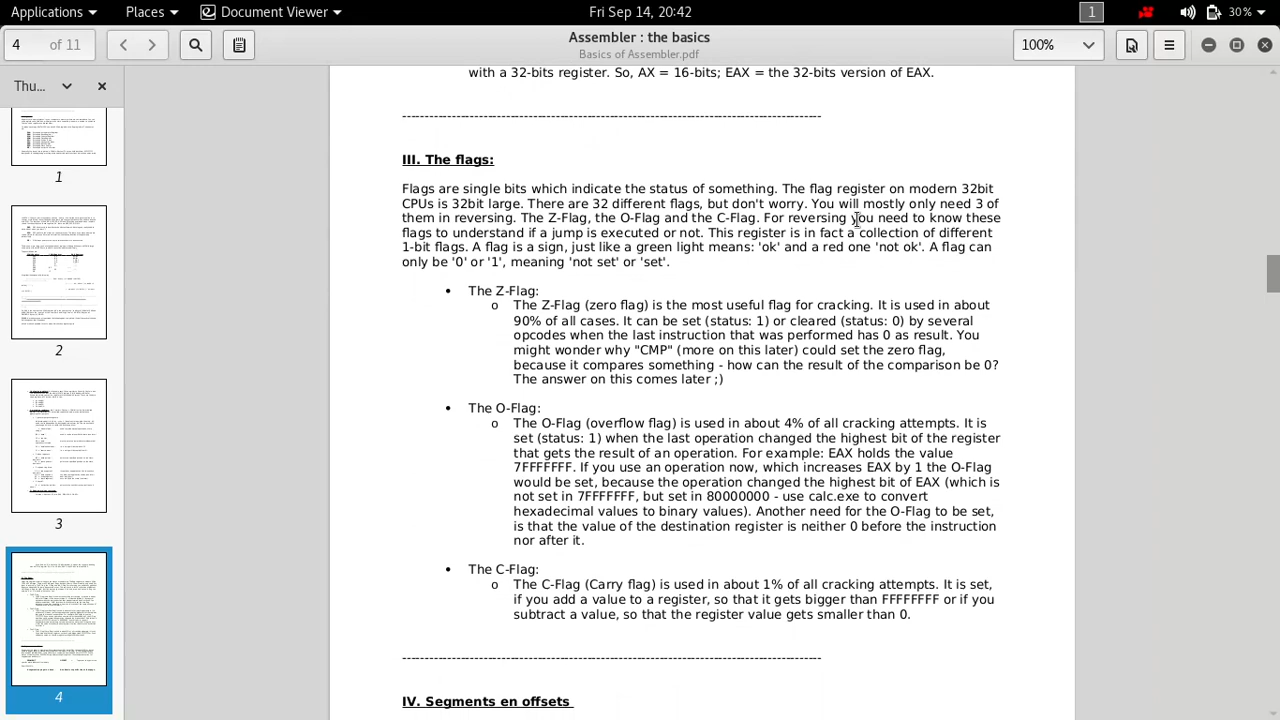 Applications Places Document Viewer Fri Sep 14, 20:42 1 30%
4 of 11 Assembler : the basics 100%
Basics of Assembler.pdf
Thu...
with a 32-bits register. So, AX = 16-bits; EAX = the 32-bits version of EAX.
--------------------------------------------------------------------------------------------
III. The flags:
Flags are single bits which indicate the status of something. The flag register on modern 32bit
CPUs is 32bit large. There are 32 different flags, but don't worry. You will mostly only need 3 of
them in reversing. The Z-Flag, the O-Flag and the C-Flag. For reversing you need to know these
flags to understand if a jump is executed or not. This register is in fact a collection of different
1-bit flags. A flag is a sign, just like a green light means: 'ok' and a red one 'not ok'. A flag can
only be '0' or '1', meaning 'not set' or 'set'.
• The Z-Flag:
o The Z-Flag (zero flag) is the most useful flag for cracking. It is used in about
90% of all cases. It can be set (status: 1) or cleared (status: 0) by several
opcodes when the last instruction that was performed has 0 as result. You
might wonder why "CMP" (more on this later) could set the zero flag,
because it compares something - how can the result of the comparison be 0?
The answer on this comes later ;)
• The O-Flag:
o The O-Flag (overflow flag) is used in about 4% of all cracking attempts. It is
set (status: 1) when the last operation changed the highest bit of the register
that gets the result of an operation. For example: EAX holds the value
7FFFFFFF. If you use an operation now, which increases EAX by 1 the O-Flag
would be set, because the operation changed the highest bit of EAX (which is
not set in 7FFFFFFF, but set in 80000000 - use calc.exe to convert
hexadecimal values to binary values). Another need for the O-Flag to be set,
is that the value of the destination register is neither 0 before the instruction
nor after it.
• The C-Flag:
o The C-Flag (Carry flag) is used in about 1% of all cracking attempts. It is set,
if you add a value to a register, so that it gets bigger than FFFFFFFF or if you
subtract a value, so that the register value gets smaller than 0.
--------------------------------------------------------------------------------------------
IV. Segments en offsets
1
2
3
4